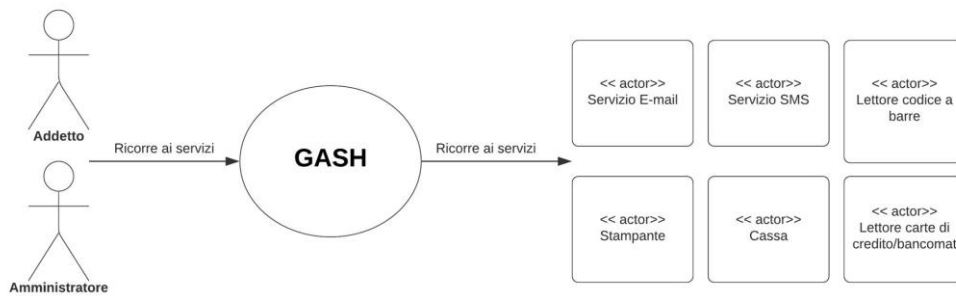 Addetto
Amministratore
Ricorre ai servizi
GASH
Ricorre ai servizi
<< actor>>
Servizio E-mail
<< actor>>
Servizio SMS
<< actor>>
Lettore codice a
barre
<< actor>>
Stampante
<< actor>>
Cassa
<< actor>>
Lettore carte di
credito/bancomat